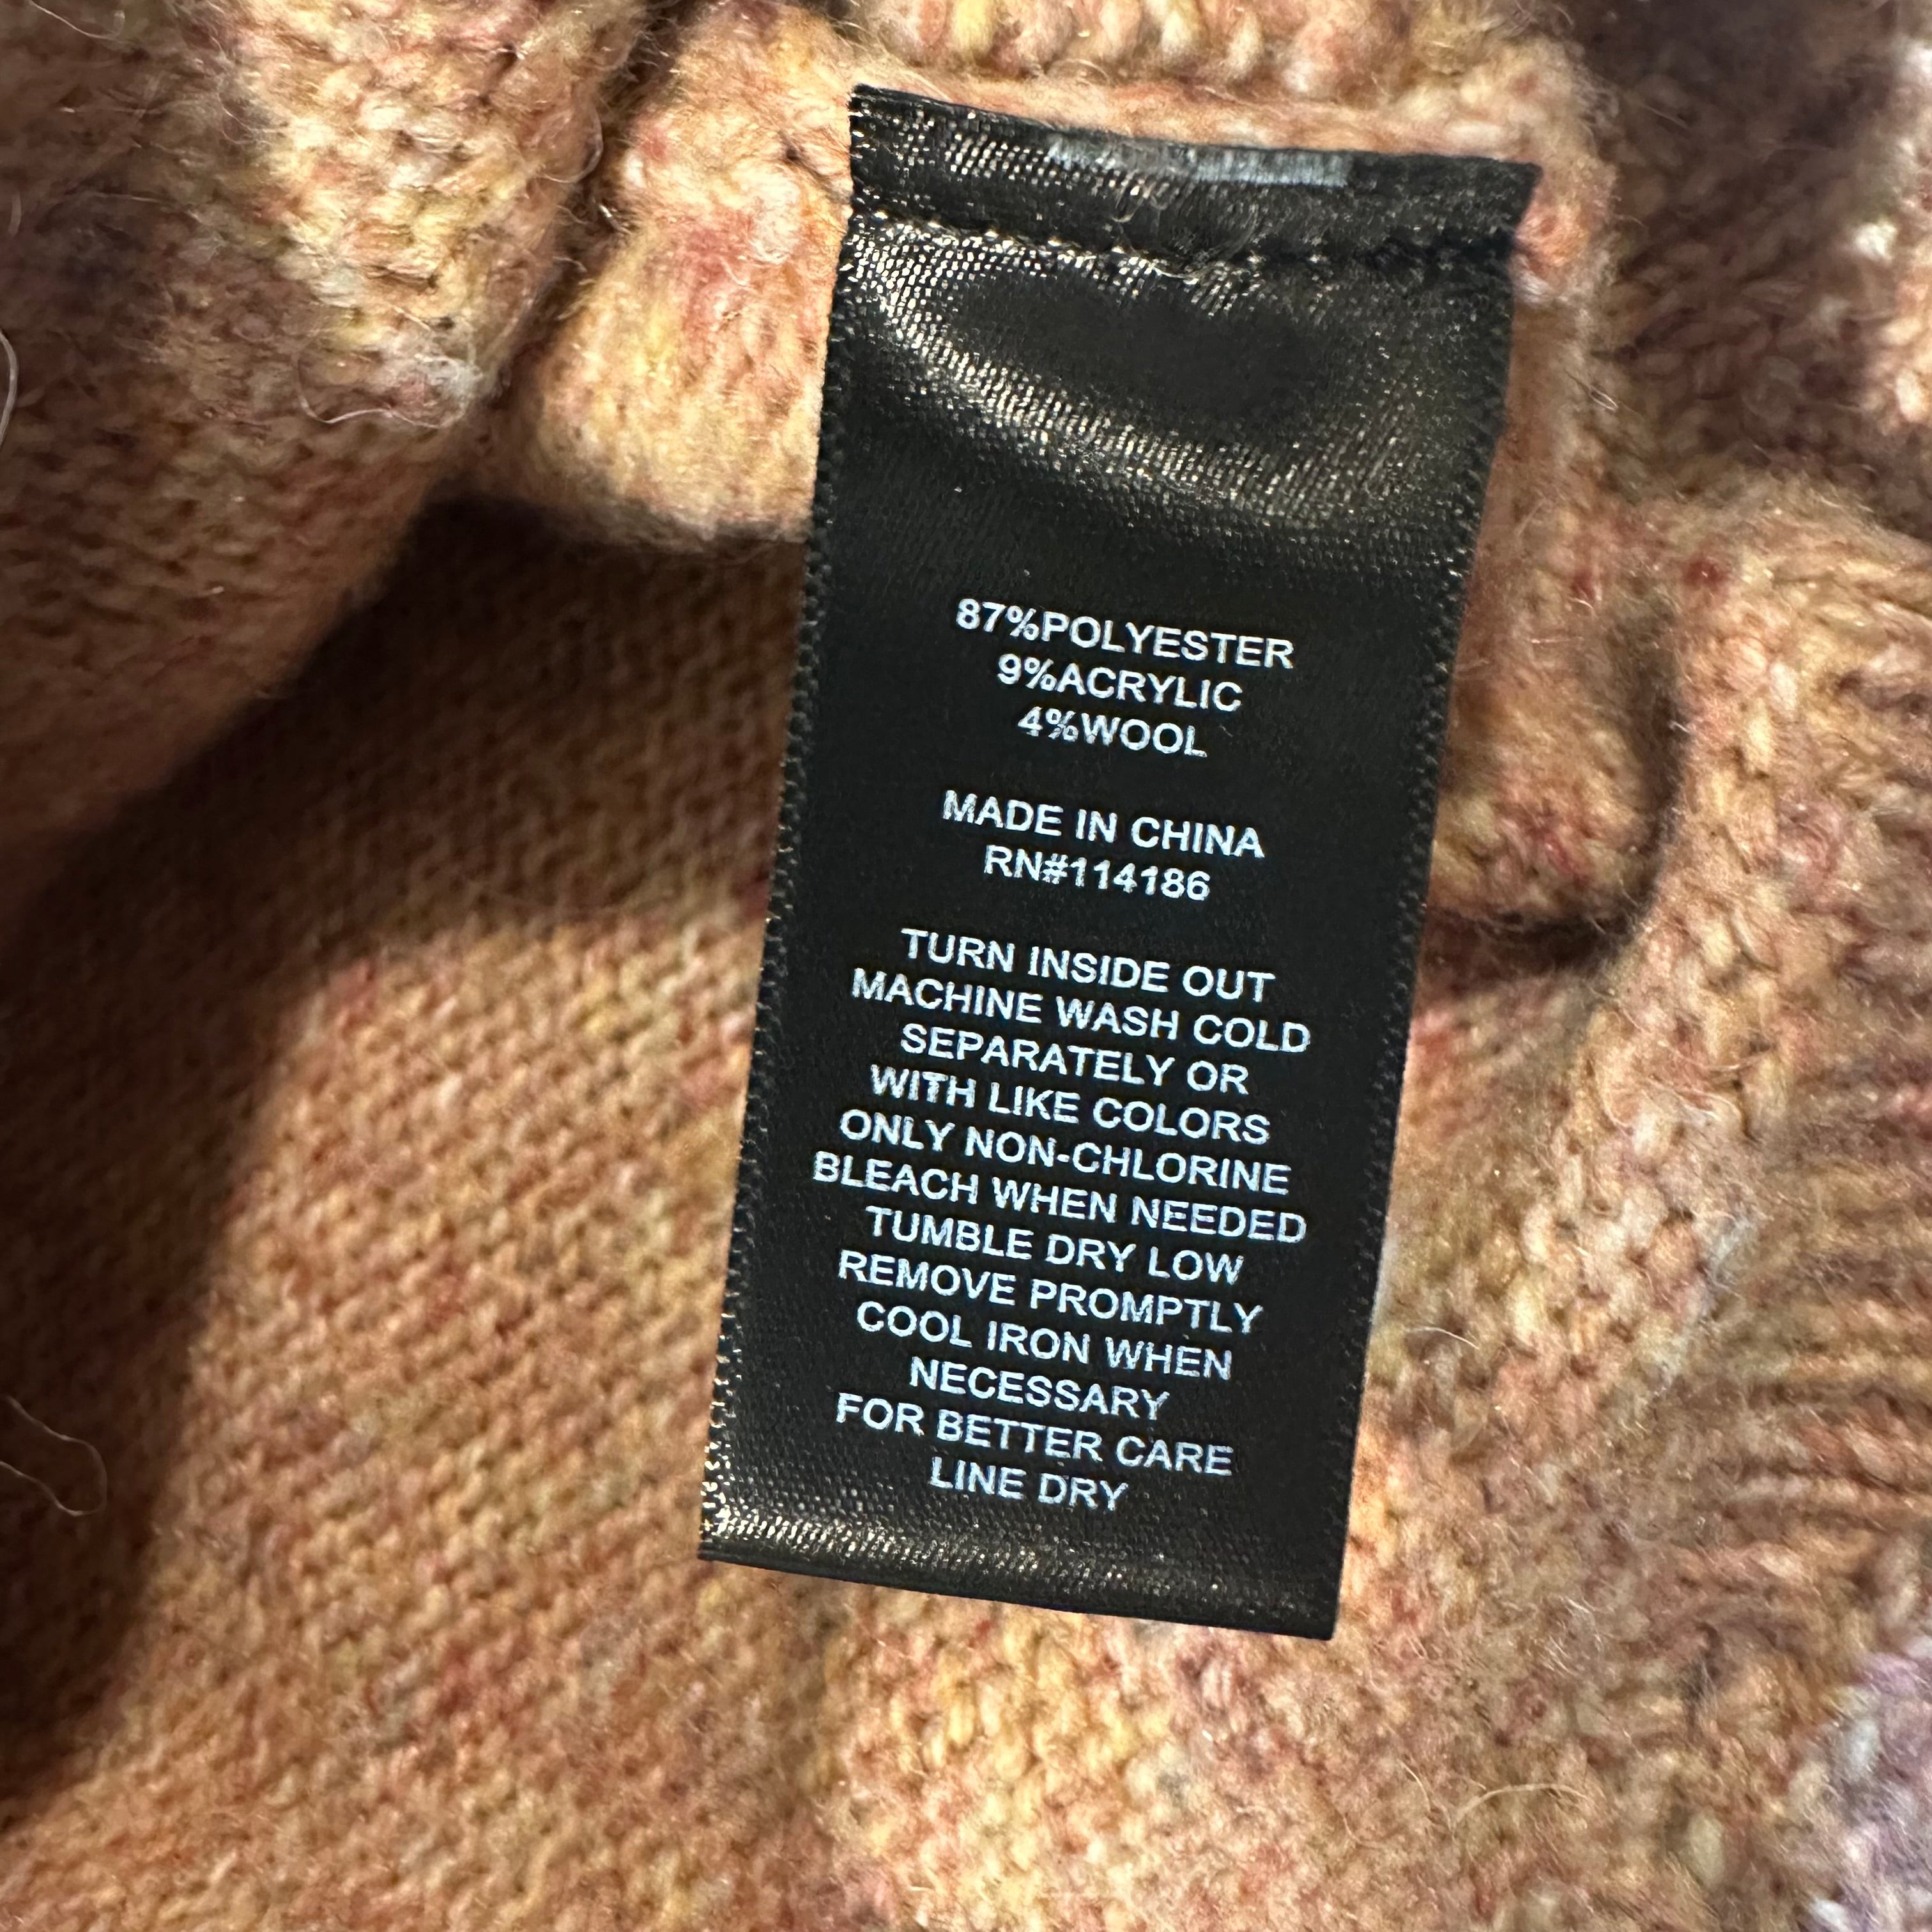 87%POLYESTER
9%ACRYLIC
4%WOOL
MADE IN CHINA
RN#114186
TURN INSIDE OUT
MACHINE WASH COLD
SEPARATELY OR
WITH LIKE COLORS
ONLY NON-CHLORINE
BLEACH WHEN NEEDED
TUMBLE DRY LOW
REMOVE PROMPTLY
COOL IRON WHEN
NECESSARY
FOR BETTER CARE
LINE DRY